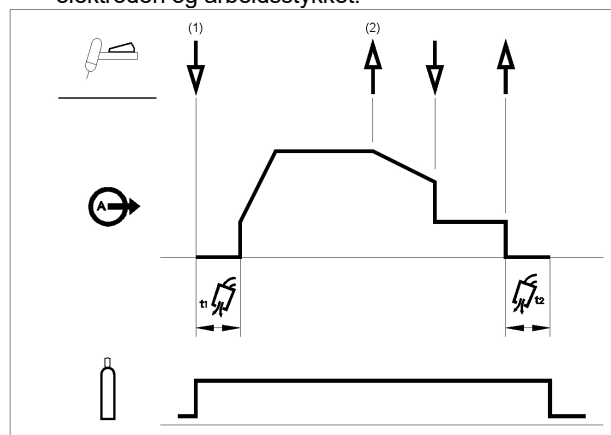 elektroden og arbeidsstykket.
(1) (2)
A
t1 t2